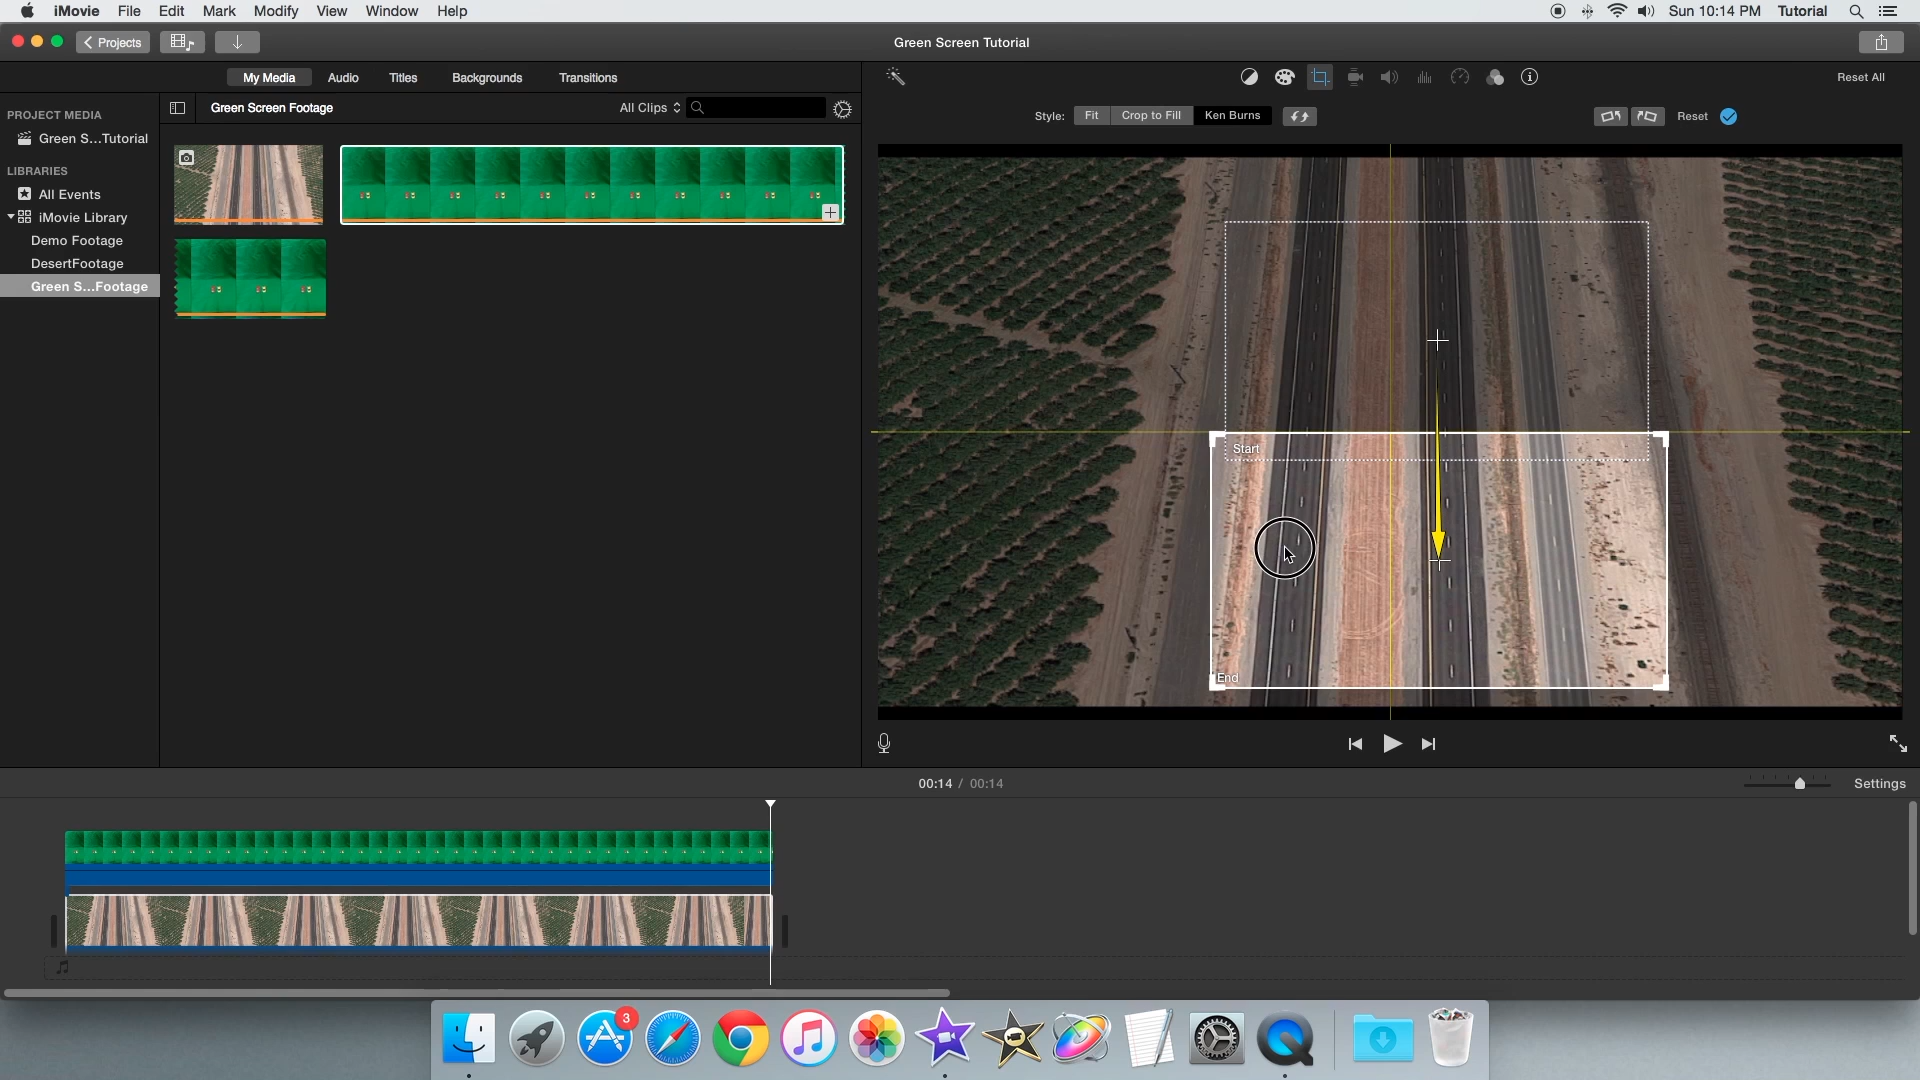 iMovie File Edit Mark Modify View Window Help Sun 10:14 PM Tutorial
Projects Green Screen Tutorial
My Media Audio Titles Backgrounds Transitions Reset All
PROJECT MEDIA Green Screen Footage All Clips
Style: Fit Crop to Fill Ken Burns Reset
Green S...Tutorial
LIBRARIES
All Events
iMovie Library
Demo Footage
DesertFootage
Green S...Footage
Start
End
00:14 / 00:14 Settings
3